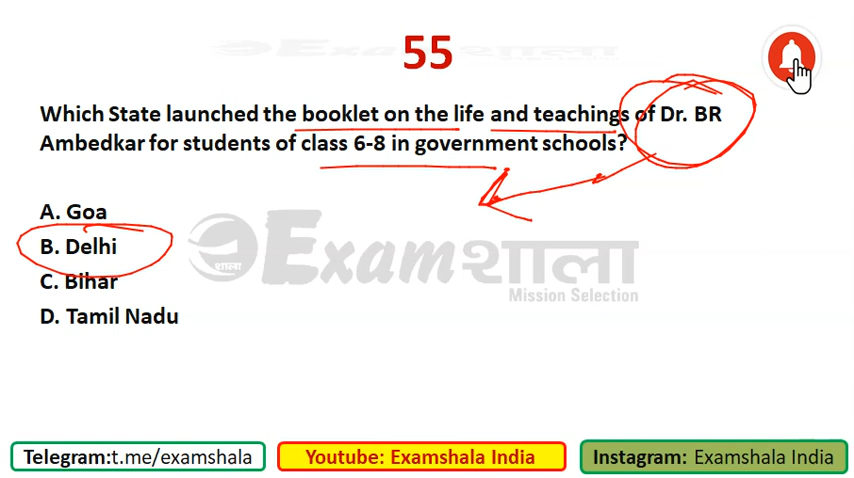 55
Which State launched the booklet on the life and teachings of Dr. BR
Ambedkar for students of class 6-8 in government schools?
A. Goa
B. Delhi
C. Bihar
D. Tamil Nadu
शाला Examशाला
Mission Selection
Telegram:t.me/examshala
Youtube: Examshala India
Instagram: Examshala India